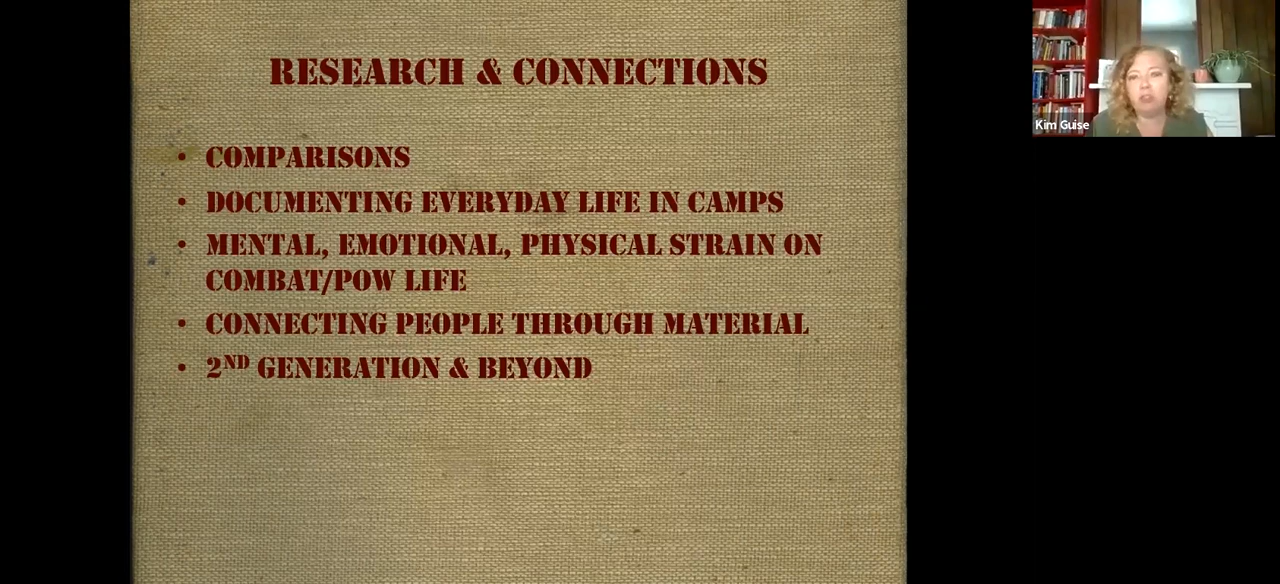 RESEARCH & CONNECTIONS
• COMPARISONS
• DOCUMENTING EVERYDAY LIFE IN CAMPS
• MENTAL, EMOTIONAL, PHYSICAL STRAIN ON
COMBAT/POW LIFE
• CONNECTING PEOPLE THROUGH MATERIAL
• 2ND GENERATION & BEYOND
Kim Guise